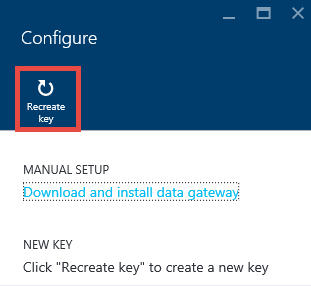 Configure
Recreate
key
MANUAL SETUP
Download and install data gateway
NEW KEY
Click "Recreate key" to create a new key